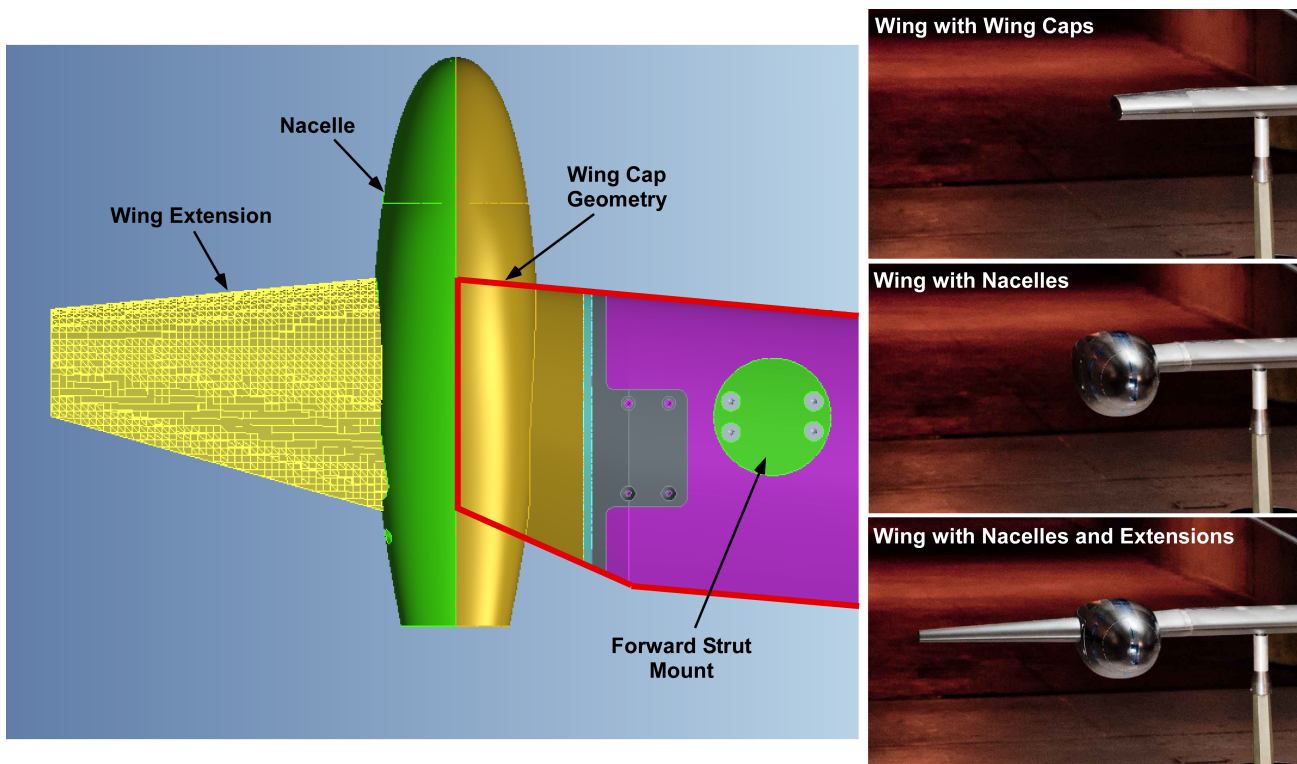 Nacelle
Wing Extension
Wing Cap
Geometry
Forward Strut
Mount
Wing with Wing Caps
Wing with Nacelles
Wing with Nacelles and Extensions